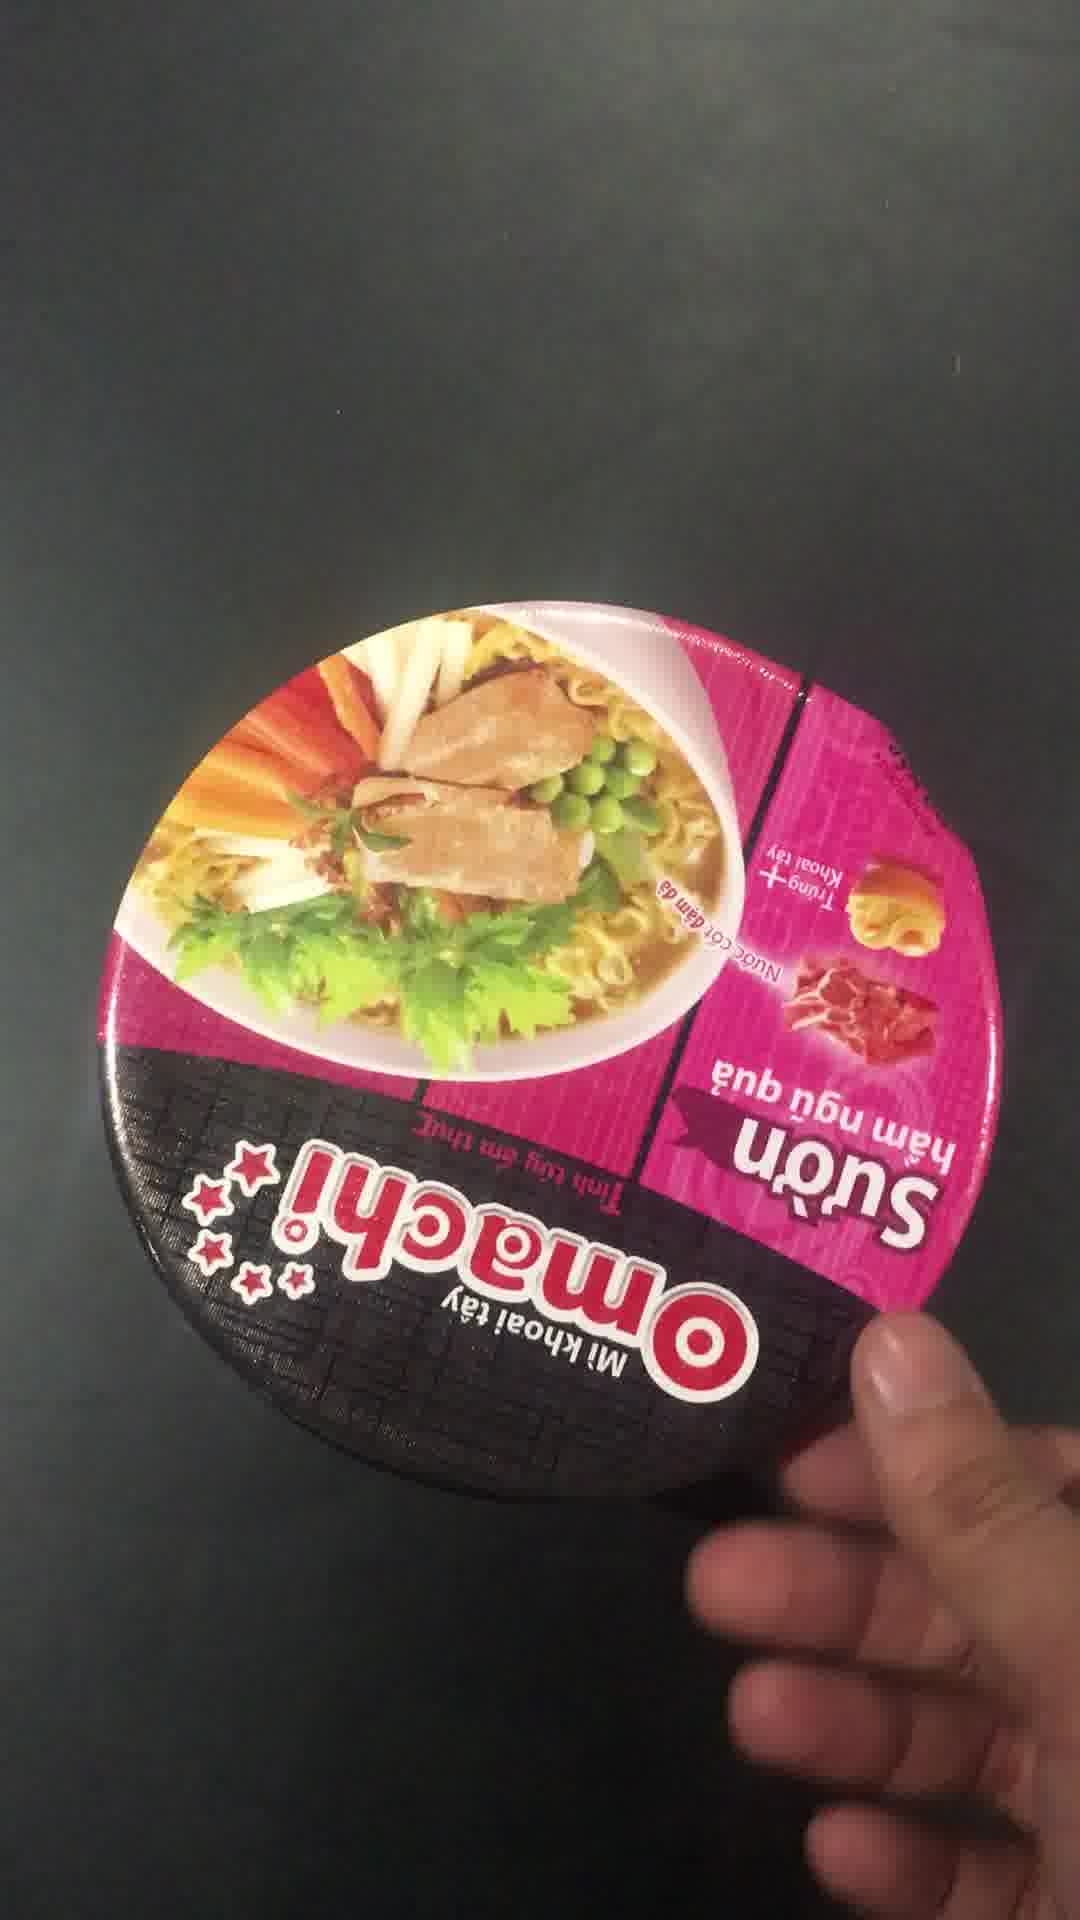 Mì khoai tây
Omachi
Tinh túy ẩm thực
Sườn
hầm ngũ quả
Nước cốt đậm đà
Trứng+
Khoai tây